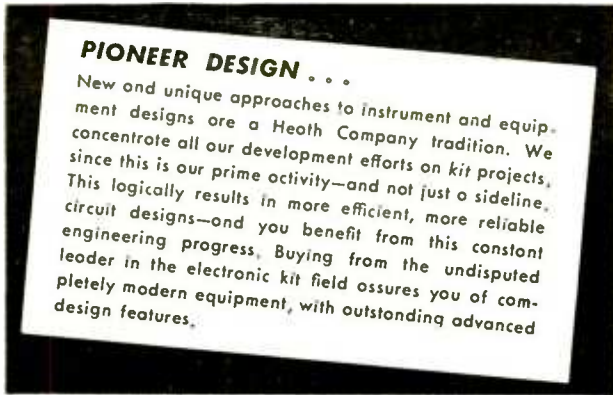 PIONEER DESIGN . . .
New and unique approaches to instrument and equip-
ment designs are a Heath Company tradition. We
concentrate all our development efforts on kit projects,
since this is our prime activity—and not just a sideline.
This logically results in more efficient, more reliable
circuit designs—and you benefit from this constant
engineering progress. Buying from the undisputed
leader in the electronic kit field assures you of com-
pletely modern equipment, with outstanding advanced
design features.